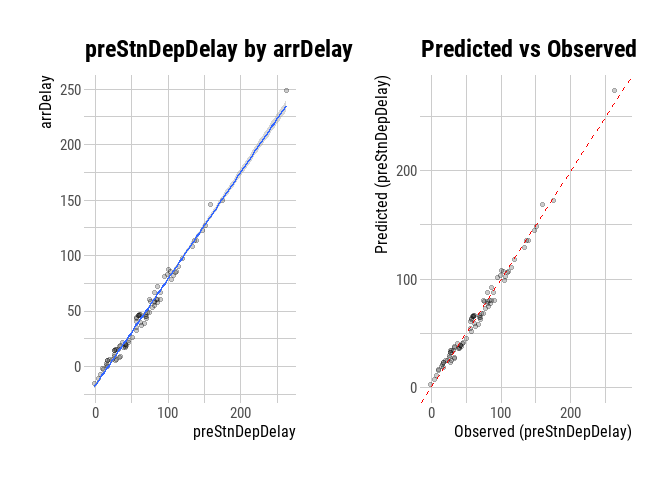 preStnDepDelay by arrDelay
arrDelay
250
200
150
100
50
0
0 100 200
preStnDepDelay
Predicted vs Observed
Predicted (preStnDepDelay)
200
100
0
0 100 200
Observed (preStnDepDelay)